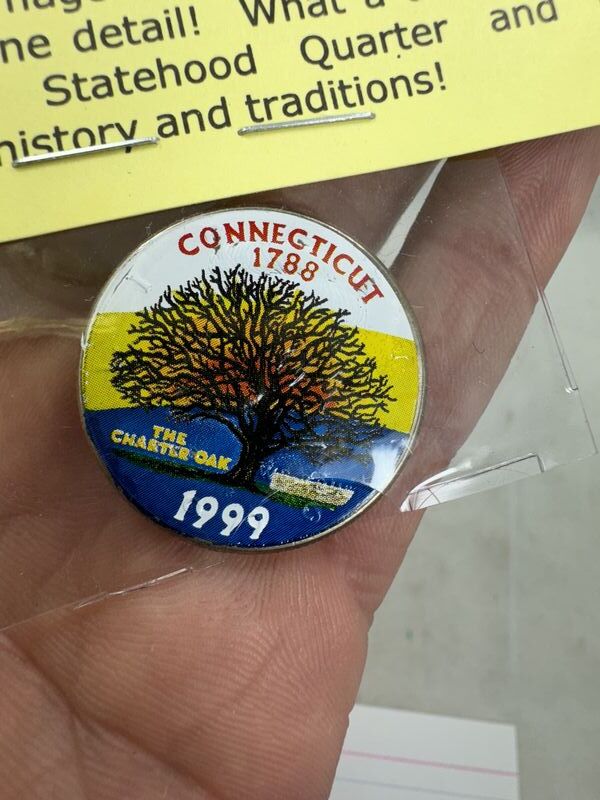 ne detail! What a
Statehood Quarter and
history and traditions!
CONNECTICUT
1788
THE
CHARTER OAK
1999